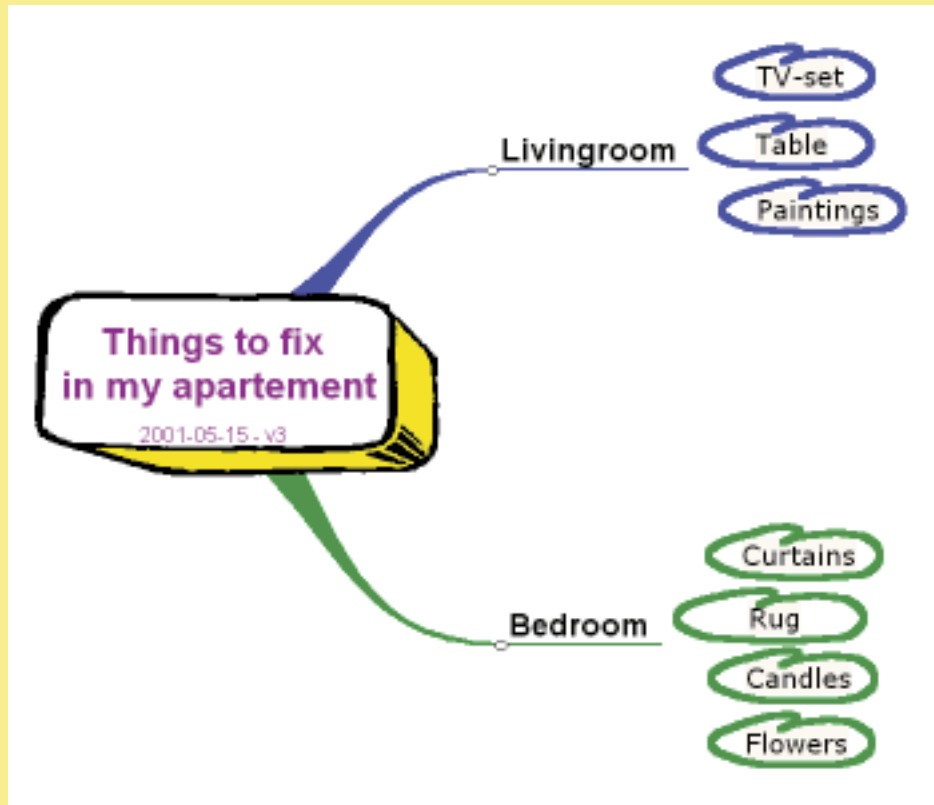 TV-set
Livingroom
Table
Paintings
Things to fix
in my apartement
2001-05-15 - v3
Curtains
Bedroom
Rug
Candles
Flowers